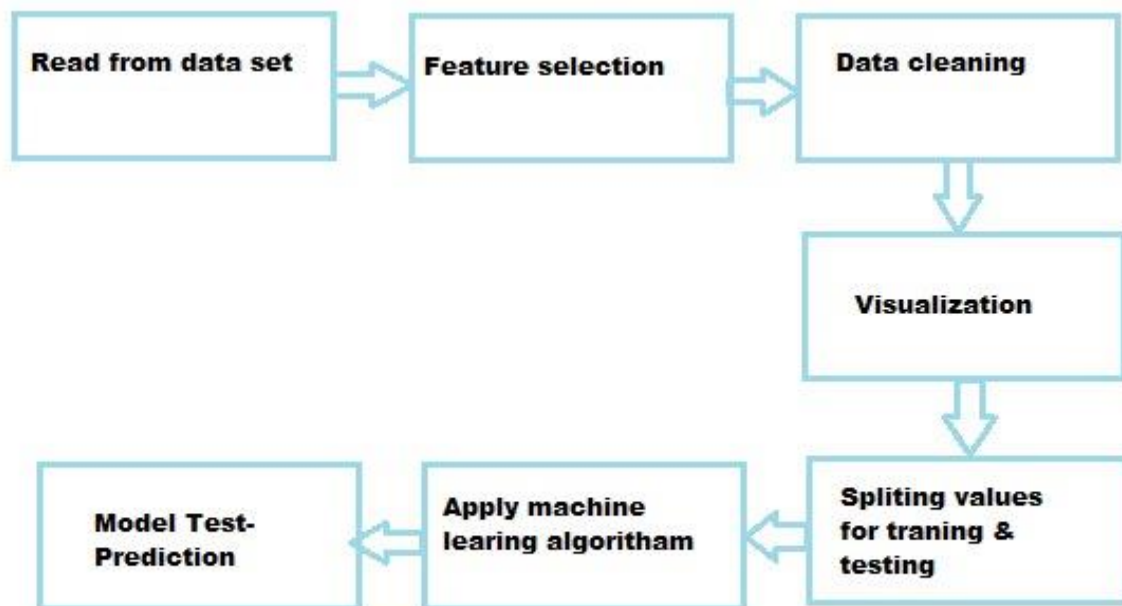 Read from data set
Feature selection
Data cleaning
Visualization
Spliting values
for traning &
testing
Apply machine
learing algoritham
Model Test-
Prediction